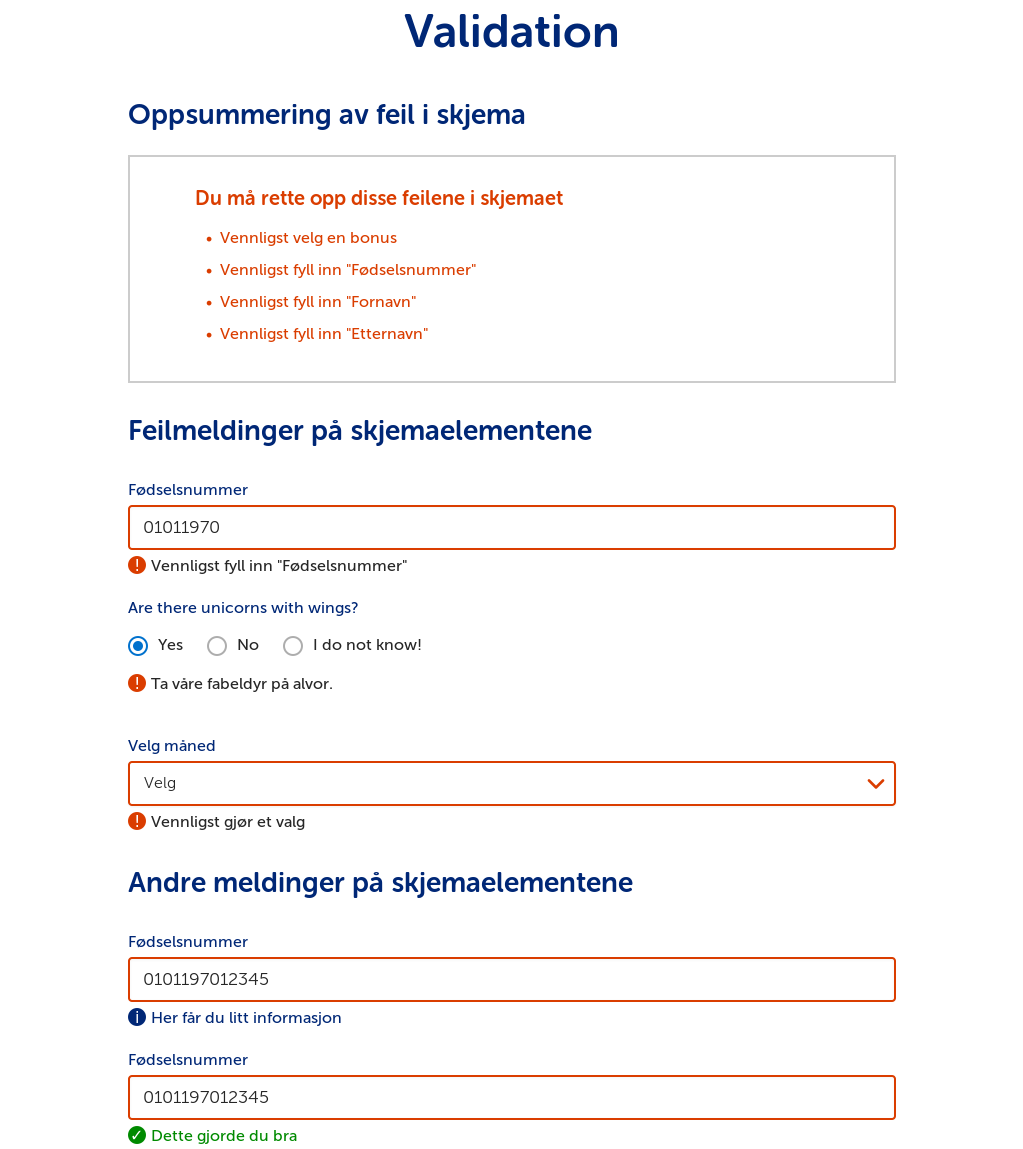 Validation
Oppsummering av feil i skjema
Du må rette opp disse feilene i skjemaet
• Vennligst velg en bonus
• Vennligst fyll inn "Fødselsnummer"
• Vennligst fyll inn "Fornavn"
• Vennligst fyll inn "Etternavn"
Feilmeldinger på skjemaelementene
Fødselsnummer
01011970
! Vennligst fyll inn "Fødselsnummer"
Are there unicorns with wings?
Yes No I do not know!
! Ta våre fabeldyr på alvor.
Velg måned
Velg
! Vennligst gjør et valg
Andre meldinger på skjemaelementene
Fødselsnummer
0101197012345
i Her får du litt informasjon
Fødselsnummer
0101197012345
✓ Dette gjorde du bra